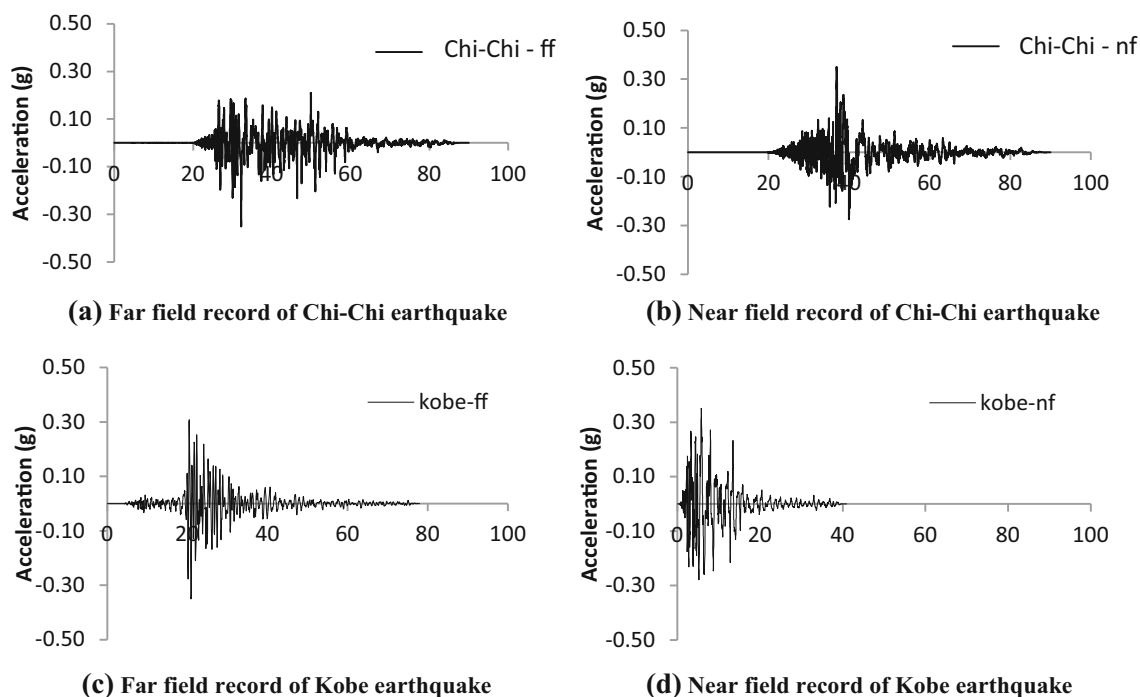 0.50
0.30
0.10
-0.10
-0.30
-0.50
Acceleration (g)
0 20 40 60 80 100
Chi-Chi - ff
(a) Far field record of Chi-Chi earthquake
0.50
0.30
0.10
-0.10
-0.30
-0.50
Acceleration (g)
0 20 40 60 80 100
Chi-Chi - nf
(b) Near field record of Chi-Chi earthquake
0.50
0.30
0.10
-0.10
-0.30
-0.50
Acceleration (g)
0 20 40 60 80 100
kobe-ff
(c) Far field record of Kobe earthquake
0.50
0.30
0.10
-0.10
-0.30
-0.50
Acceleration (g)
0 20 40 60 80 100
kobe-nf
(d) Near field record of Kobe earthquake